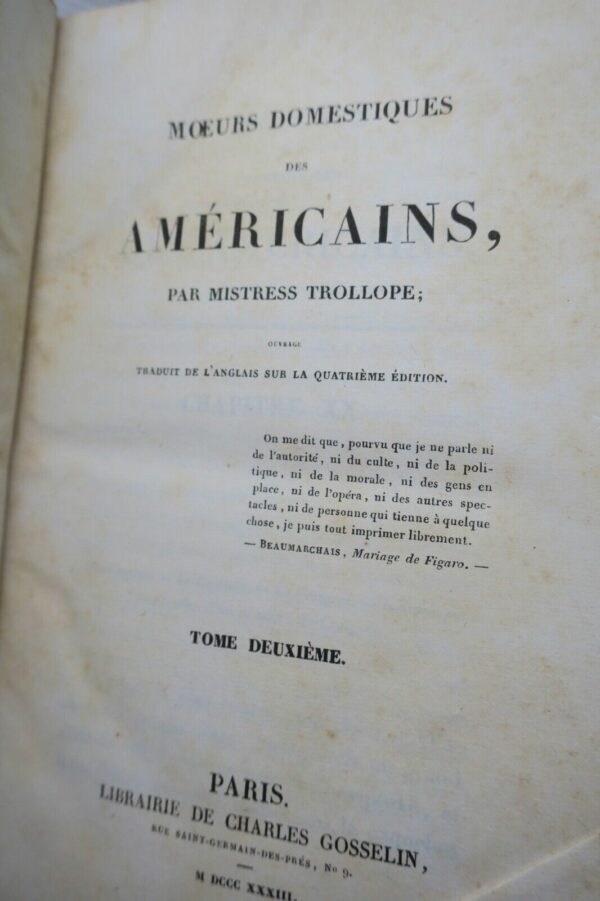 MŒURS DOMESTIQUES
DES
AMÉRICAINS,
PAR MISTRESS TROLLOPE;
OUVRAGE
TRADUIT DE L'ANGLAIS SUR LA QUATRIÈME ÉDITION.
On me dit que, pourvu que je ne parle ni
de l'autorité, ni du culte, ni de la poli-
tique, ni de la morale, ni des gens en
place, ni de l'opéra, ni des autres spec-
tacles, ni de personne qui tienne à quelque
chose, je puis tout imprimer librement.
— BEAUMARCHAIS, Mariage de Figaro. —
TOME DEUXIÈME.
PARIS.
LIBRAIRIE DE CHARLES GOSSELIN,
RUE SAINT-GERMAIN-DES-PRÉS, No 9.
M DCCC XXXIII.